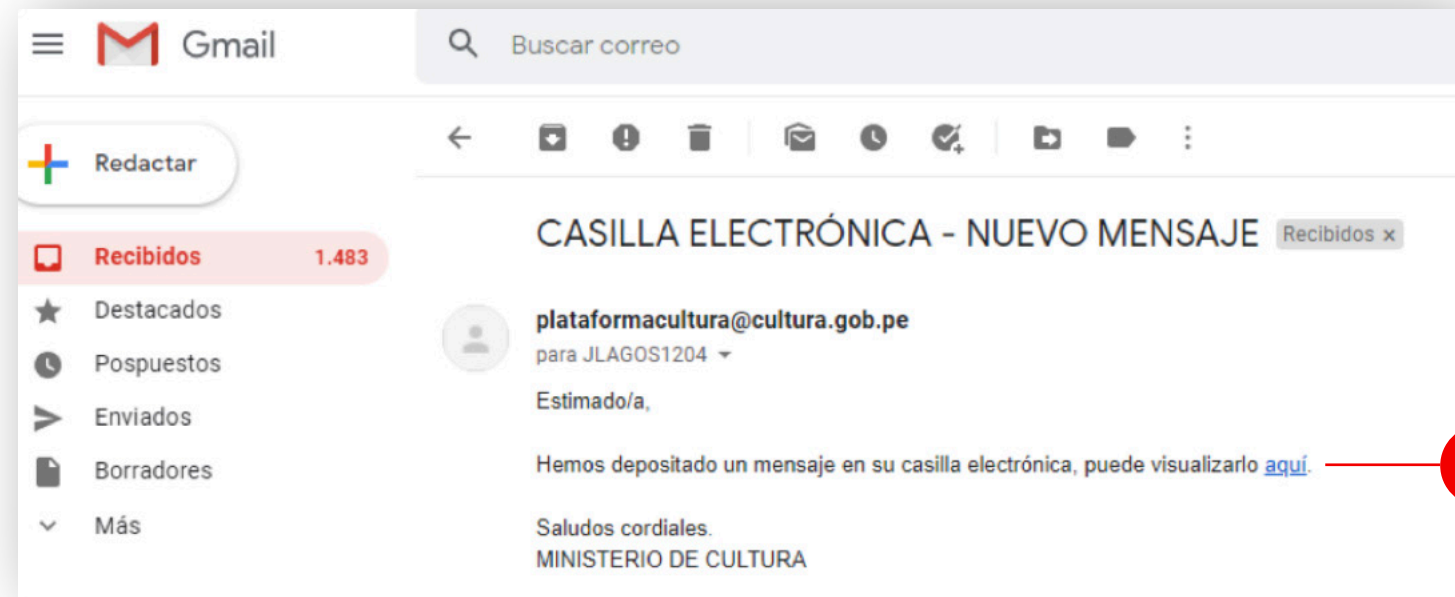 Gmail
Buscar correo
Redactar
Recibidos 1.483
Destacados
Pospuestos
Enviados
Borradores
Más
CASILLA ELECTRÓNICA - NUEVO MENSAJE Recibidos x
plataformacultura@cultura.gob.pe
para JLAGOS1204
Estimado/a,
Hemos depositado un mensaje en su casilla electrónica, puede visualizarlo aquí.
Saludos cordiales.
MINISTERIO DE CULTURA